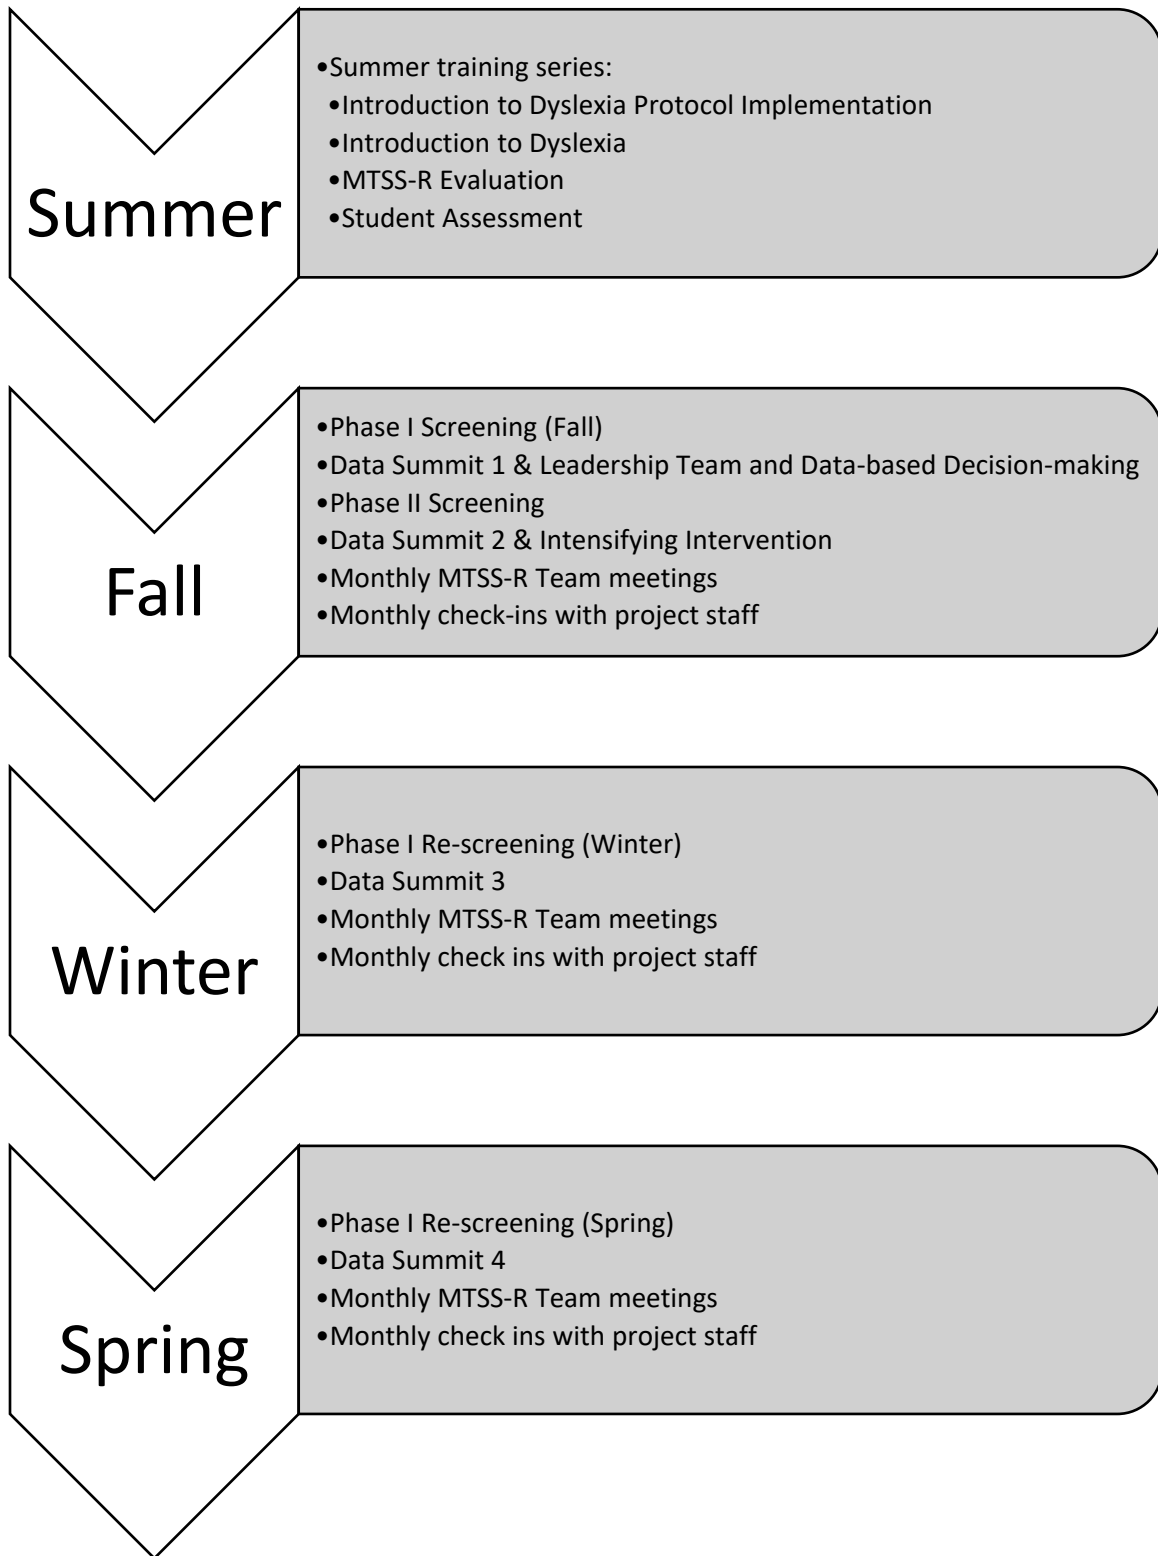 Summer
•Summer training series:
•Introduction to Dyslexia Protocol Implementation
•Introduction to Dyslexia
•MTSS-R Evaluation
•Student Assessment
Fall
•Phase I Screening (Fall)
•Data Summit 1 & Leadership Team and Data-based Decision-making
•Phase II Screening
•Data Summit 2 & Intensifying Intervention
•Monthly MTSS-R Team meetings
•Monthly check-ins with project staff
Winter
•Phase I Re-screening (Winter)
•Data Summit 3
•Monthly MTSS-R Team meetings
•Monthly check ins with project staff
Spring
•Phase I Re-screening (Spring)
•Data Summit 4
•Monthly MTSS-R Team meetings
•Monthly check ins with project staff